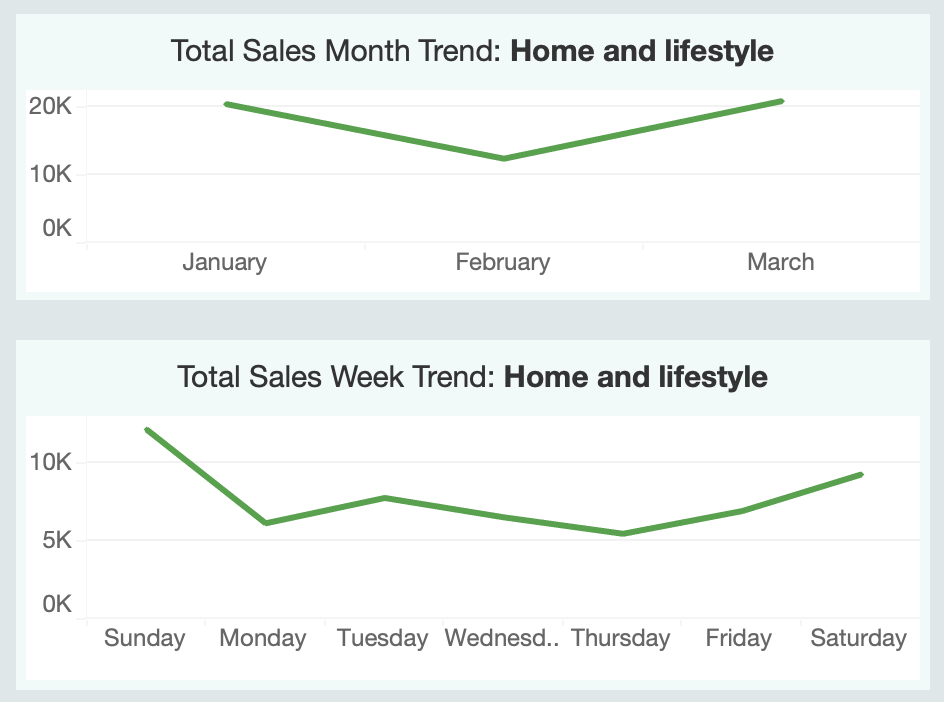 Total Sales Month Trend: Home and lifestyle
20K
10K
0K
January February March
Total Sales Week Trend: Home and lifestyle
10K
5K
0K
Sunday Monday Tuesday Wednesd.. Thursday Friday Saturday